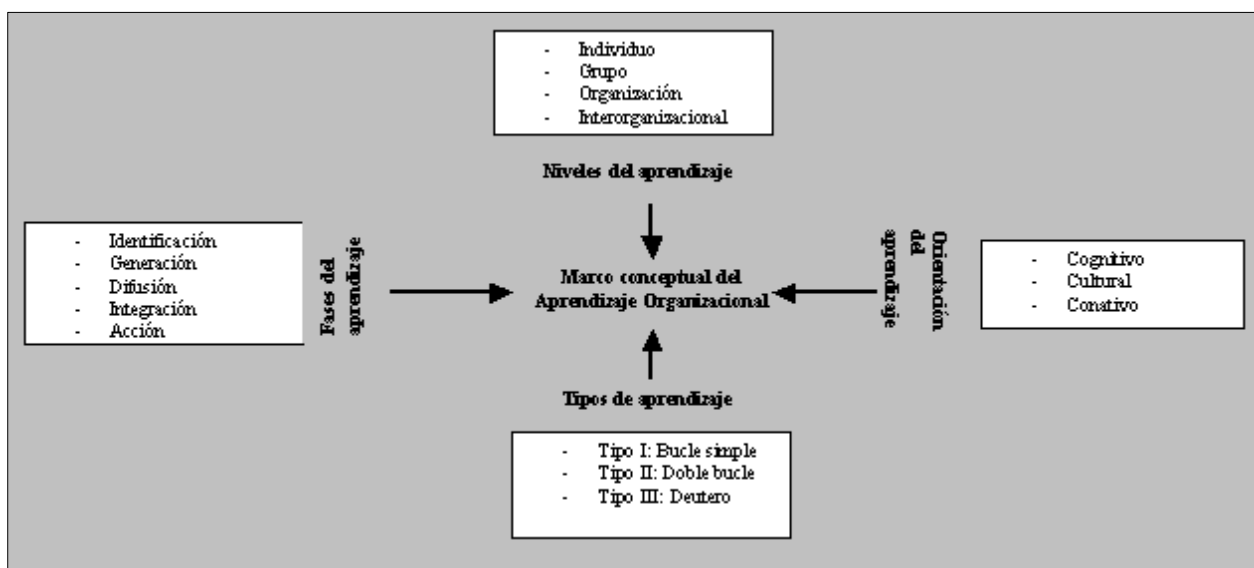 - Individuo
- Grupo
- Organización
- Interorganizacional
Niveles del aprendizaje
- Identificación
- Generación
- Difusión
- Integración
- Acción
Fases del
aprendizaje
Marco conceptual del
Aprendizaje Organizacional
Orientación
del
aprendizaje
- Cognitivo
- Cultural
- Conativo
Tipos de aprendizaje
- Tipo I: Bucle simple
- Tipo II: Doble bucle
- Tipo III: Deutero